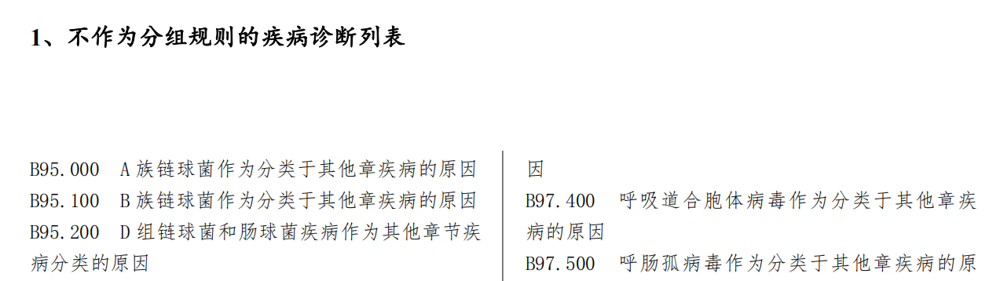 1、不作为分组规则的疾病诊断列表
B95.000 A族链球菌作为分类于其他章疾病的原因
B95.100 B族链球菌作为分类于其他章疾病的原因
B95.200 D组链球菌和肠球菌疾病作为其他章节疾
病分类的原因
因
B97.400 呼吸道合胞体病毒作为分类于其他章疾
病的原因
B97.500 呼肠孤病毒作为分类于其他章疾病的原